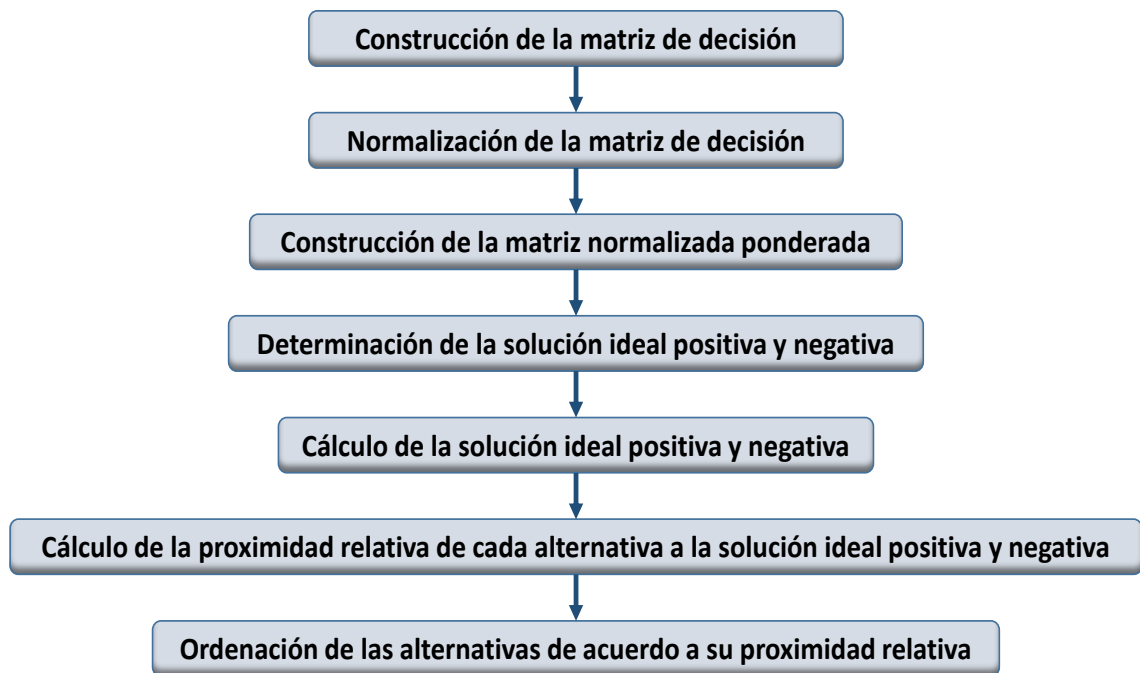 Construcción de la matriz de decisión
Normalización de la matriz de decisión
Construcción de la matriz normalizada ponderada
Determinación de la solución ideal positiva y negativa
Cálculo de la solución ideal positiva y negativa
Cálculo de la proximidad relativa de cada alternativa a la solución ideal positiva y negativa
Ordenación de las alternativas de acuerdo a su proximidad relativa